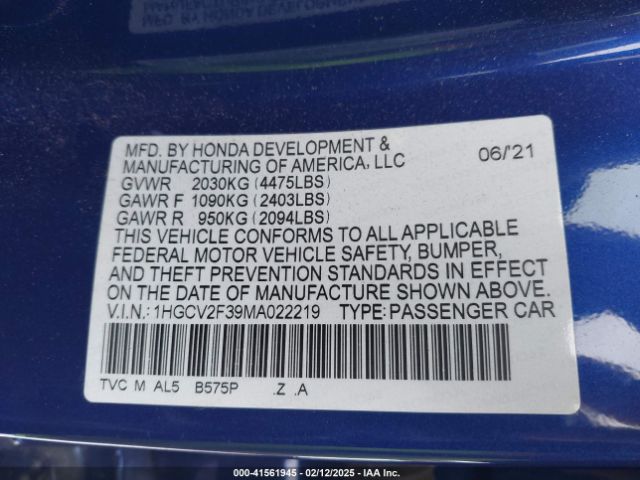 MFD. BY HONDA DEVELOPMENT &
MANUFACTURING OF AMERICA, LLC 06/'21
GVWR 2030KG (4475LBS)
GAWR F 1090KG (2403LBS)
GAWR R 950KG (2094LBS)
THIS VEHICLE CONFORMS TO ALL APPLICABLE
FEDERAL MOTOR VEHICLE SAFETY, BUMPER,
AND THEFT PREVENTION STANDARDS IN EFFECT
ON THE DATE OF MANUFACTURE SHOWN ABOVE.
V.I.N.: 1HGCV2F39MA022219 TYPE: PASSENGER CAR
TVC M AL5 B575P .Z .A
000-41561945 - 02/12/2025 - IAA Inc.